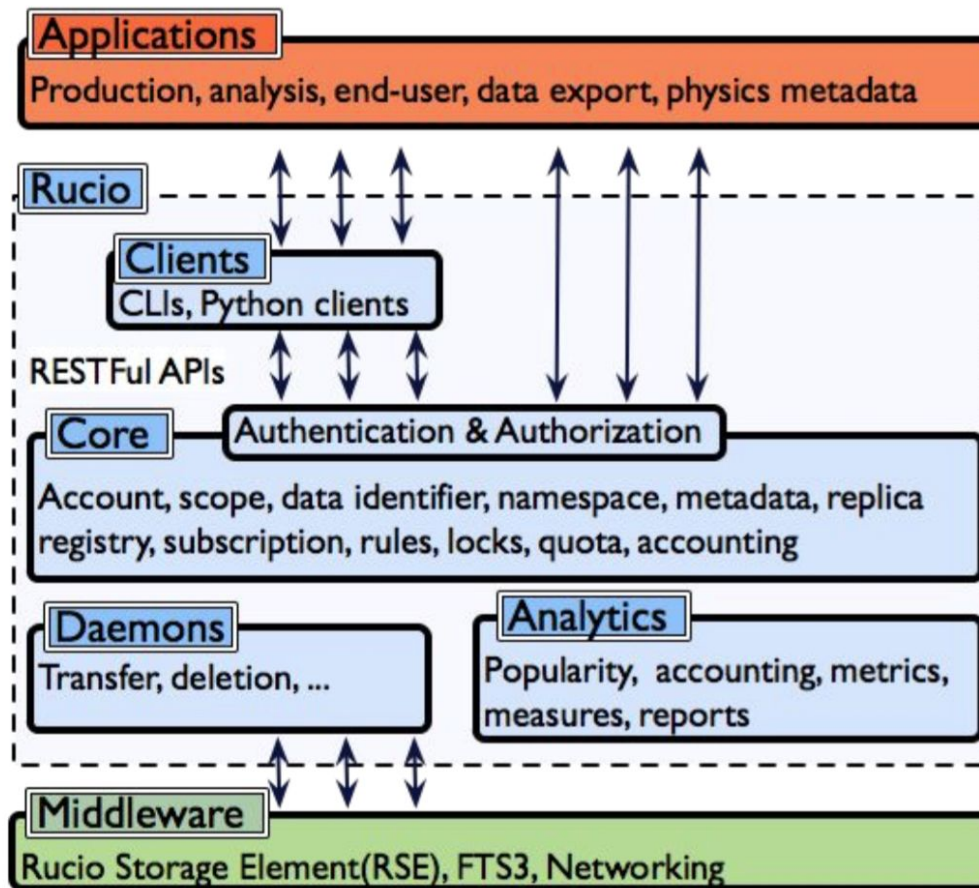 Applications
Production, analysis, end-user, data export, physics metadata
Rucio
Clients
CLIs, Python clients
RESTFul APIs
Core
Authentication & Authorization
Account, scope, data identifier, namespace, metadata, replica
registry, subscription, rules, locks, quota, accounting
Daemons
Transfer, deletion, ...
Analytics
Popularity, accounting, metrics,
measures, reports
Middleware
Rucio Storage Element(RSE), FTS3, Networking